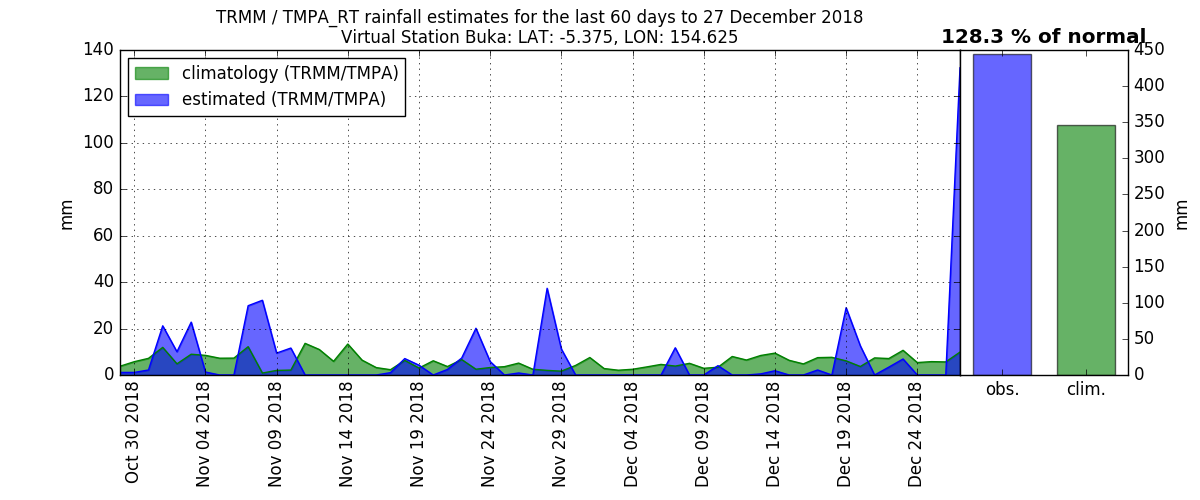 TRMM / TMPA_RT rainfall estimates for the last 60 days to 27 December 2018
Virtual Station Buka: LAT: -5.375, LON: 154.625
128.3 % of normal
climatology (TRMM/TMPA)
estimated (TRMM/TMPA)
140
120
100
80
60
40
20
0
mm
Oct 30 2018
Nov 04 2018
Nov 09 2018
Nov 14 2018
Nov 19 2018
Nov 24 2018
Nov 29 2018
Dec 04 2018
Dec 09 2018
Dec 14 2018
Dec 19 2018
Dec 24 2018
obs.
clim.
450
400
350
300
250
200
150
100
50
0
mm